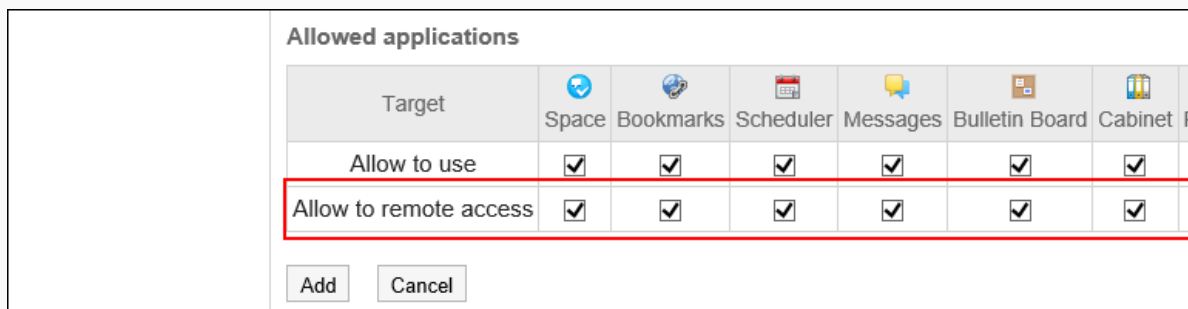 Allowed applications
Target
Space Bookmarks Scheduler Messages Bulletin Board Cabinet
Allow to use
Allow to remote access
Add Cancel